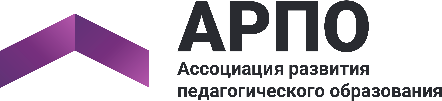 АРПО
Ассоциация развития
педагогического образования